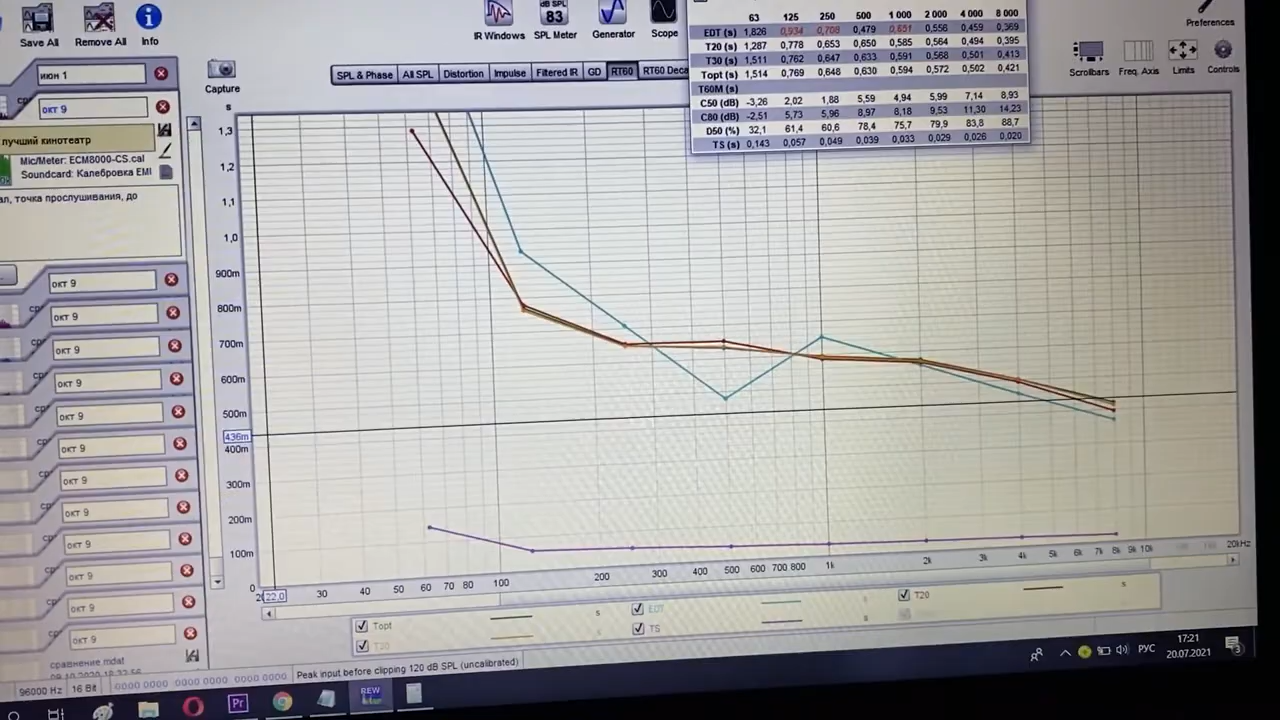 Save All
Remove All
Info
IR Windows
dB SPL
83
SPL Meter
Generator
Scope
Preferences
63 125 250 500 1 000 2 000 4 000 8 000
EDT (s) 1,826 0,934 0,708 0,479 0,651 0,556 0,459 0,369
T20 (s) 1,287 0,778 0,653 0,650 0,585 0,564 0,494 0,395
T30 (s) 1,511 0,762 0,647 0,633 0,591 0,568 0,501 0,413
Topt (s) 1,514 0,769 0,648 0,630 0,594 0,572 0,502 0,421
T60M (s)
C50 (dB) -3,26 2,02 1,88 5,59 4,94 5,99 7,14 8,93
C80 (dB) -2,51 5,73 5,96 8,97 8,18 9,53 11,30 14,23
D50 (%) 32,1 61,4 60,6 78,4 75,7 79,9 83,8 88,7
TS (s) 0,143 0,057 0,049 0,039 0,033 0,029 0,026 0,020
Scrollbars
Freq. Axis
Limits
Controls
июн 1
Capture
SPL & Phase All SPL Distortion Impulse Filtered IR GD RT60 RT60 Deca
окт 9
лучший кинотеатр
Mic/Meter: ECM8000-CS.cal
Soundcard: Калебровка EMI
ал, точка прослушивания, до
окт 9
окт 9
окт 9
окт 9
окт 9
окт 9
окт 9
окт 9
окт 9
окт 9
окт 9
окт 9
сравнение mdat
s
1,3
1,2
1,1
1,0
900m
800m
700m
600m
500m
436m
400m
300m
200m
100m
0
22,0 30 40 50 60 70 80 100 200 300 400 500 600 700 800 1k 2k 3k 4k 5k 6k 7k 8k 9k 10k 20kHz
Topt s EDT T20 s
TS s
96000 Hz 16 Bit 0000 0000 0000 0000 0000 0000 Peak input before clipping 120 dB SPL (uncalibrated)
Pr
REW
РУС
17:21
20.07.2021
3